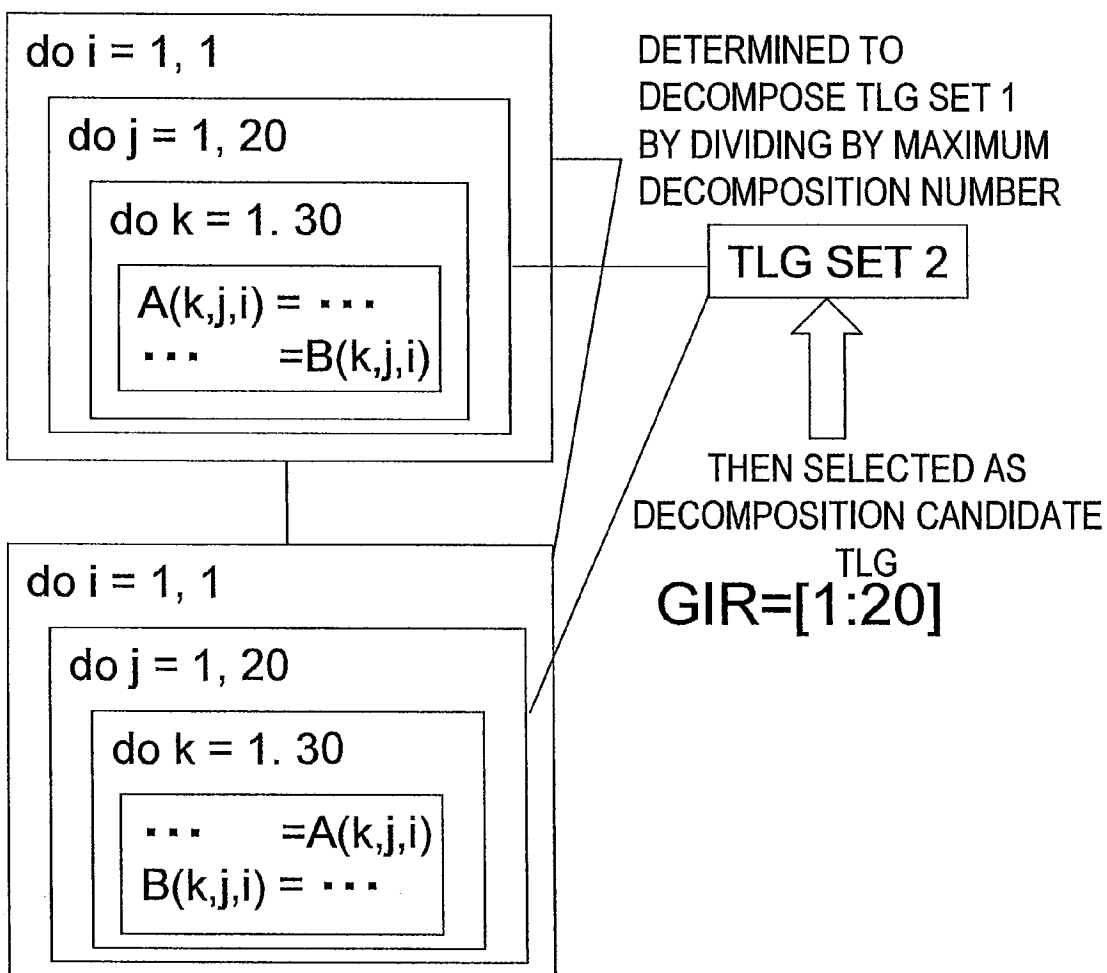 do i = 1, 1
do j = 1, 20
do k = 1. 30
A(k,j,i) = ▪▪▪
▪▪▪ =B(k,j,i)
DETERMINED TO
DECOMPOSE TLG SET 1
BY DIVIDING BY MAXIMUM
DECOMPOSITION NUMBER
TLG SET 2
THEN SELECTED AS
DECOMPOSITION CANDIDATE
TLG
GIR=[1:20]
do i = 1, 1
do j = 1, 20
do k = 1. 30
▪▪▪ =A(k,j,i)
B(k,j,i) = ▪▪▪